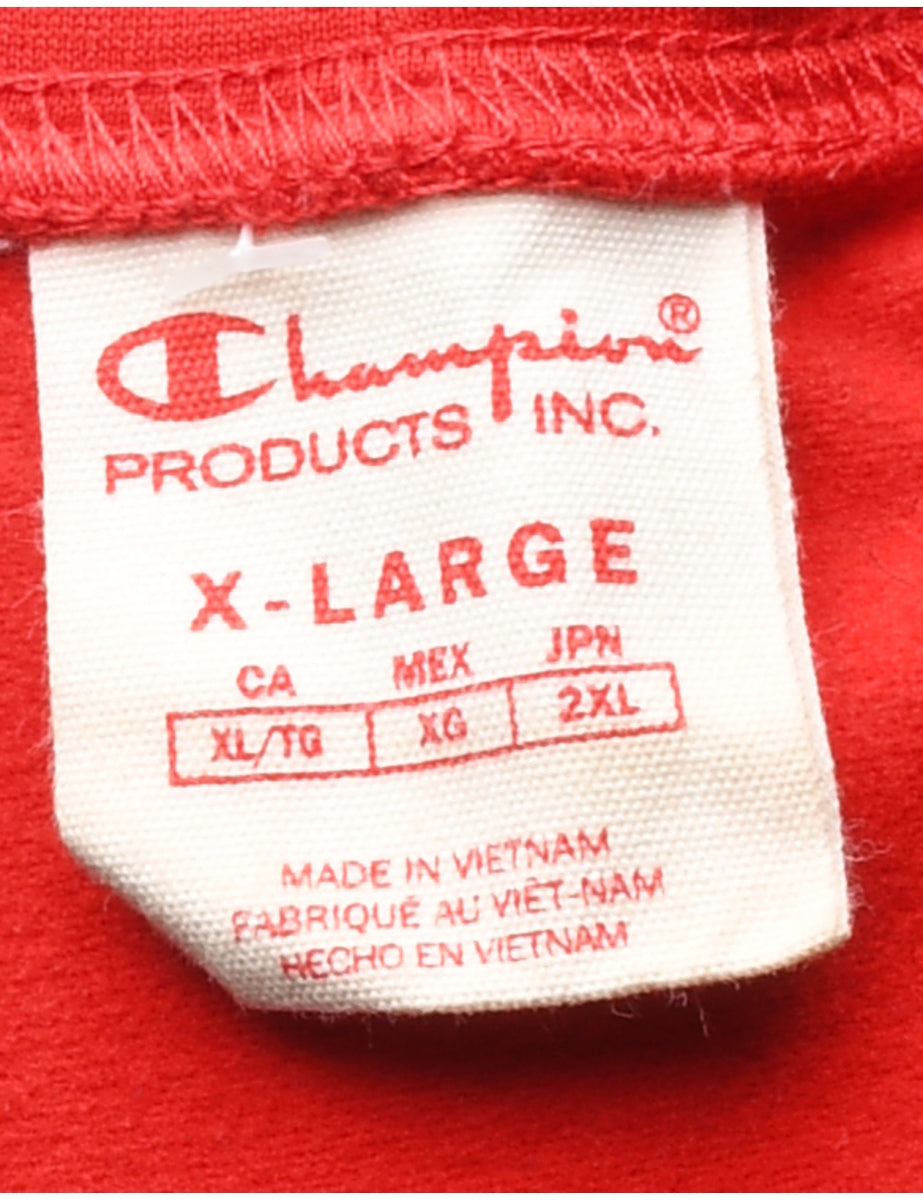 Champion®
PRODUCTS INC.
X-LARGE
CA MEX JPN
XL/TG XG 2XL
MADE IN VIETNAM
FABRIQUÉ AU VIÊT-NAM
HECHO EN VIETNAM